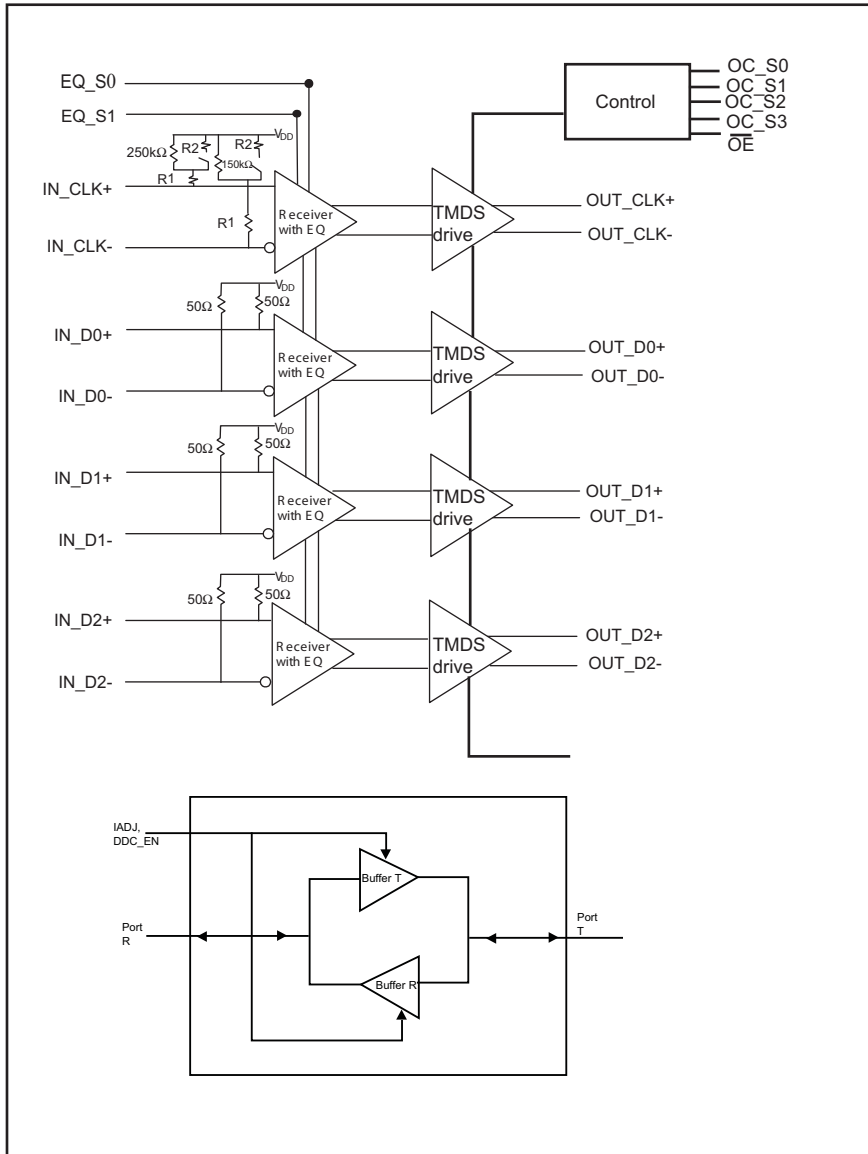 EQ_S0
EQ_S1
OC_S0
OC_S1
OC_S2
OC_S3
OE
Control
VDD
250kΩ
R2
R2
150kΩ
R1
R1
IN_CLK+
IN_CLK-
Receiver
with EQ
TMDS
drive
OUT_CLK+
OUT_CLK-
VDD
50Ω
50Ω
IN_D0+
IN_D0-
Receiver
with EQ
TMDS
drive
OUT_D0+
OUT_D0-
VDD
50Ω
50Ω
IN_D1+
IN_D1-
Receiver
with EQ
TMDS
drive
OUT_D1+
OUT_D1-
VDD
50Ω
50Ω
IN_D2+
IN_D2-
Receiver
with EQ
TMDS
drive
OUT_D2+
OUT_D2-
IADJ,
DDC_EN
Buffer T
Port
R
Port
T
Buffer R